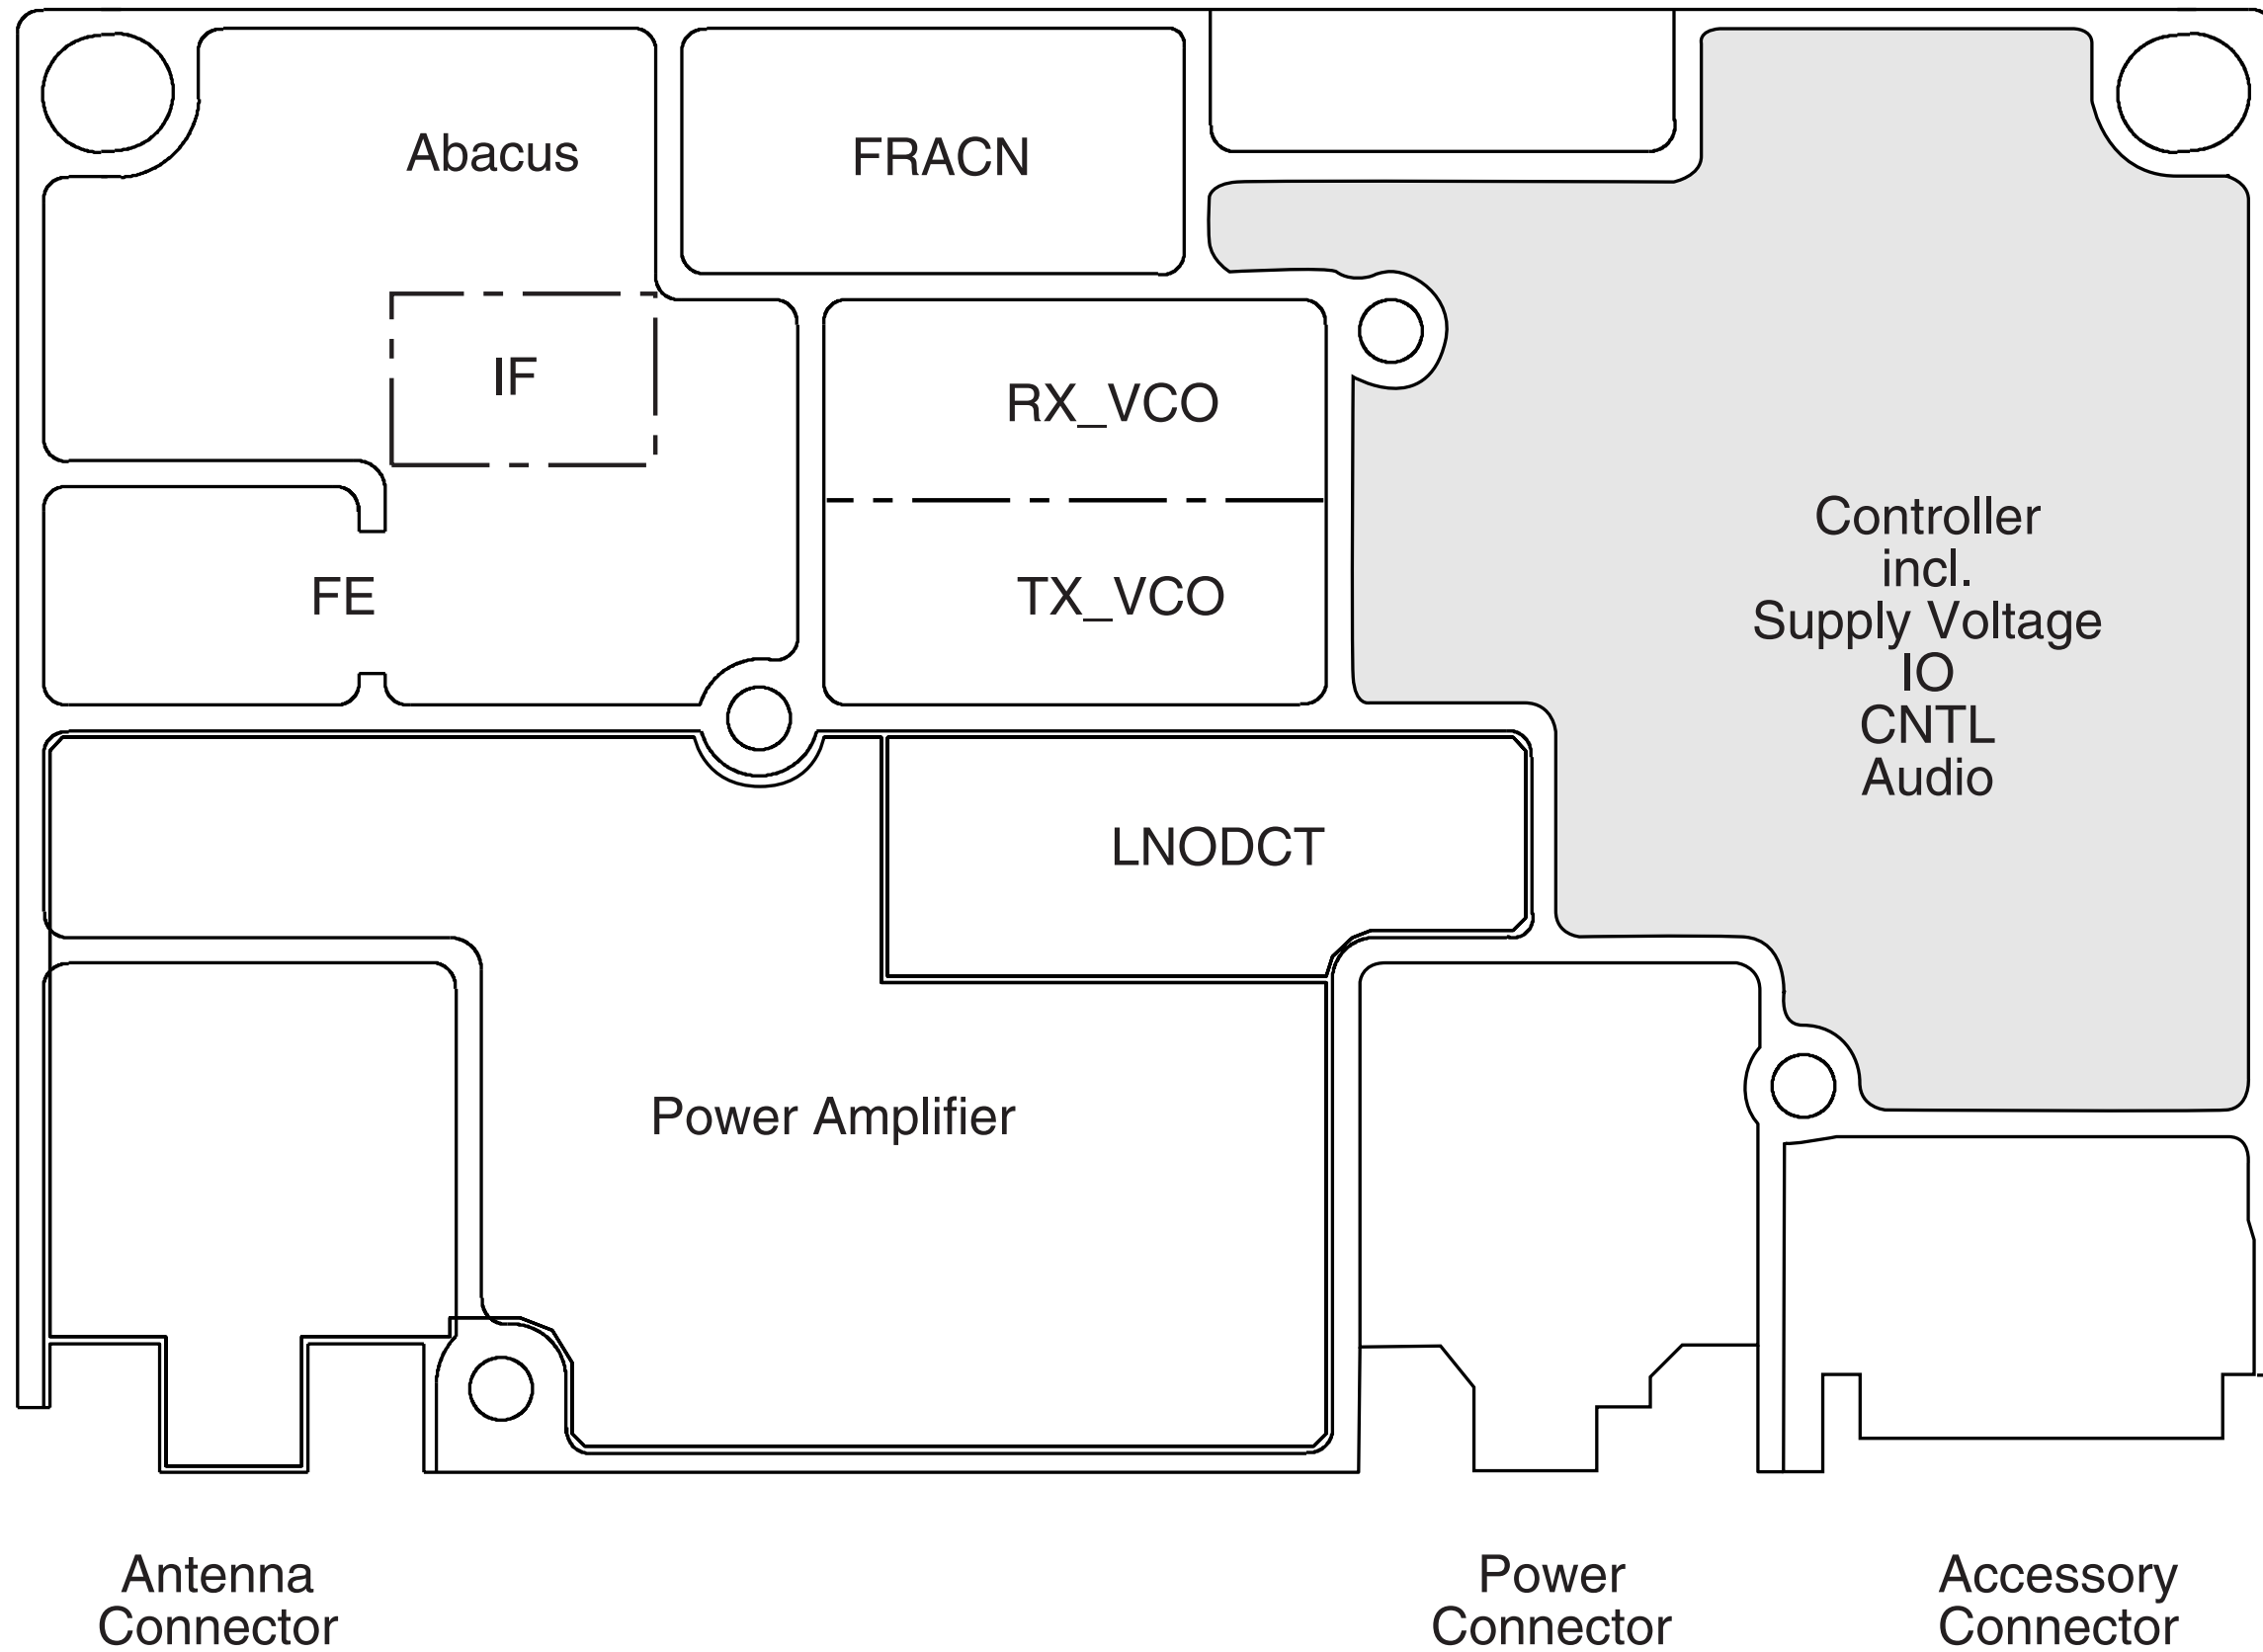 Abacus
FRACN
IF
RX_VCO
FE
TX_VCO
Controller
incl.
Supply Voltage
IO
CNTL
Audio
LNODCT
Power Amplifier
Antenna
Connector
Power
Connector
Accessory
Connector